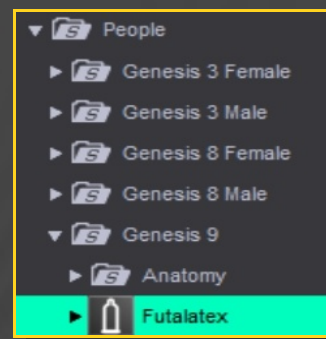 People
Genesis 3 Female
Genesis 3 Male
Genesis 8 Female
Genesis 8 Male
Genesis 9
Anatomy
Futalatex